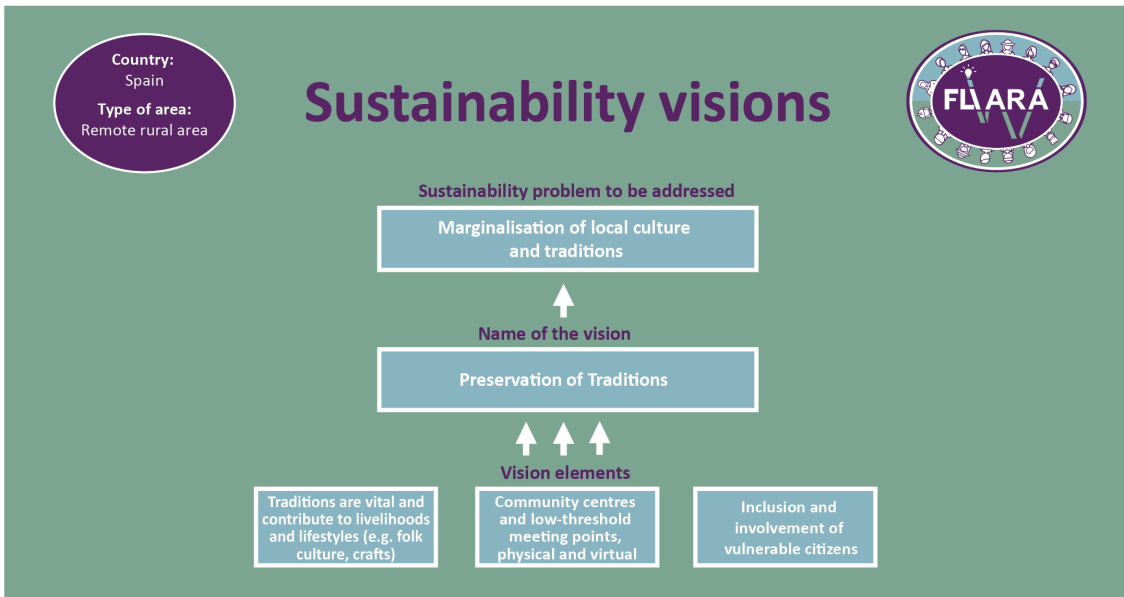 Country:
Spain
Type of area:
Remote rural area
Sustainability visions
FLIARA
Sustainability problem to be addressed
Marginalisation of local culture
and traditions
Name of the vision
Preservation of Traditions
Vision elements
Traditions are vital and
contribute to livelihoods
and lifestyles (e.g. folk
culture, crafts)
Community centres
and low-threshold
meeting points,
physical and virtual
Inclusion and
involvement of
vulnerable citizens